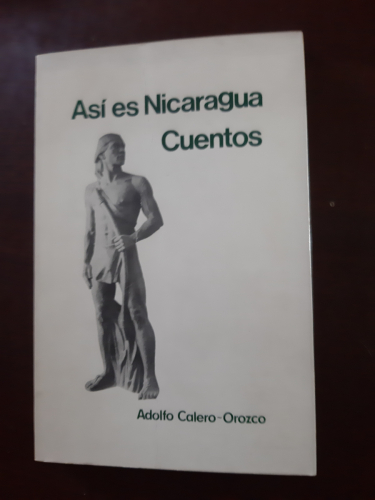 Así es Nicaragua
Cuentos
Adolfo Calero-Orozco